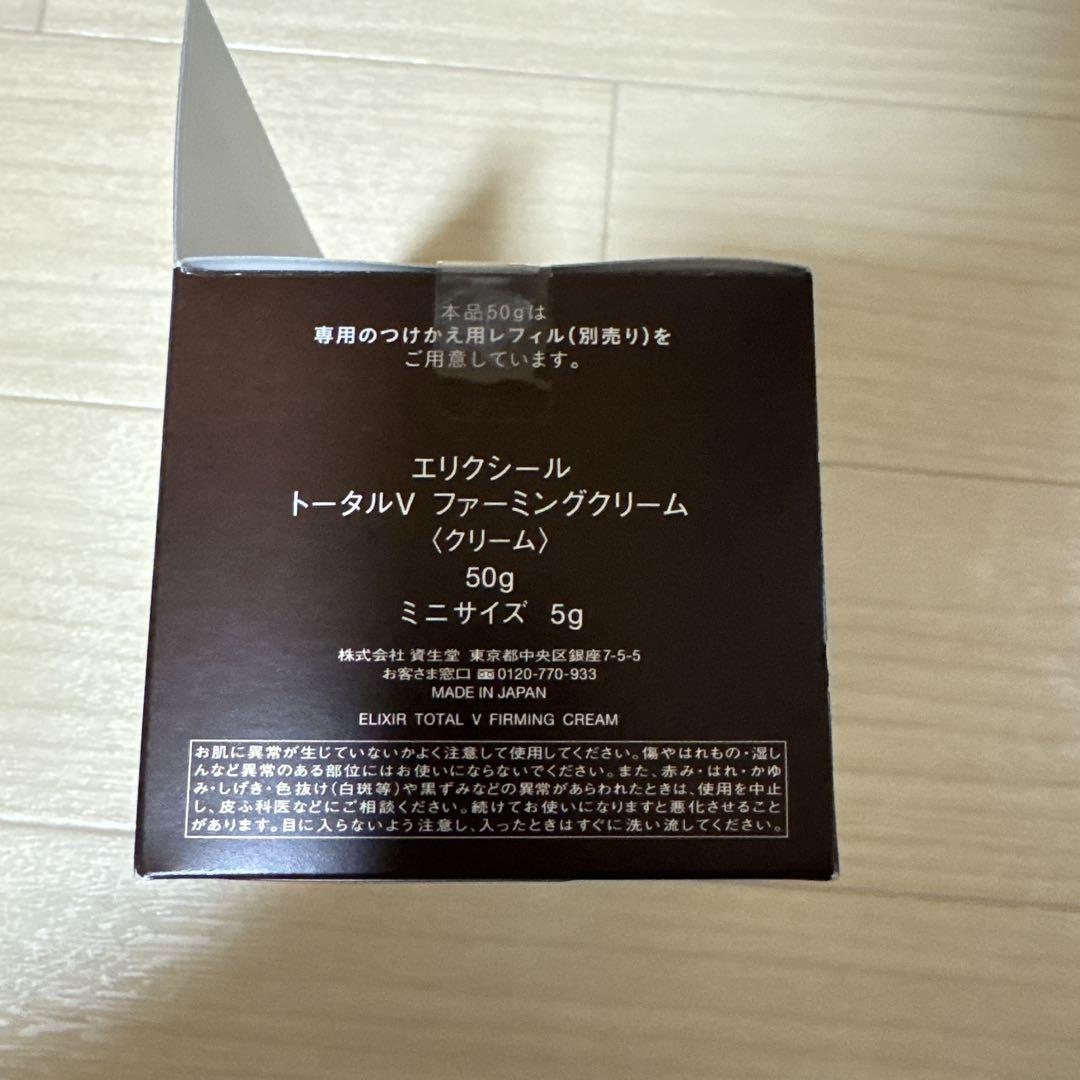 本品50gは
専用のつけかえ用レフィル(別売り)を
ご用意しています。
エリクシール
トータルV ファーミングクリーム
〈クリーム〉
50g
ミニサイズ 5g
株式会社 資生堂 東京都中央区銀座7-5-5
お客さま窓口 0120-770-933
MADE IN JAPAN
ELIXIR TOTAL V FIRMING CREAM
お肌に異常が生じていないかよく注意して使用してください。傷やはれもの・湿し
んなど異常のある部位にはお使いにならないでください。また、赤み・はれ・かゆ
み・しげき・色抜け(白斑等)や黒ずみなどの異常があらわれたときは、使用を中止
し、皮ふ科医などにご相談ください。続けてお使いになりますと悪化させること
があります。目に入らないよう注意し、入ったときはすぐに洗い流してください。